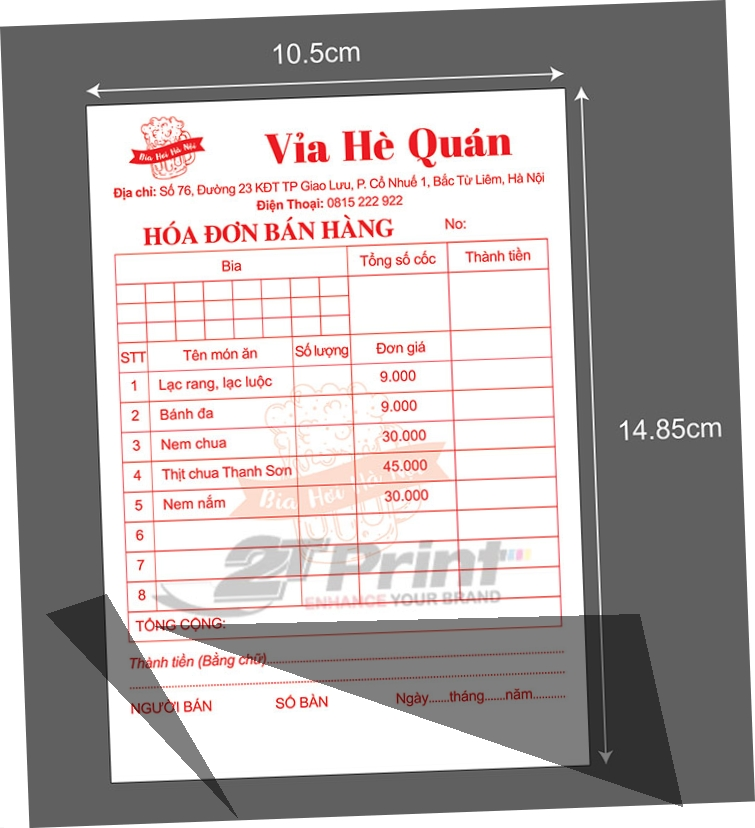 10.5cm
14.85cm
Bia Hơi Hà Nội
Vỉa Hè Quán
Địa chỉ: Số 76, Đường 23 KĐT TP Giao Lưu, P. Cổ Nhuế 1, Bắc Từ Liêm, Hà Nội
Điện Thoại: 0815 222 922
HÓA ĐƠN BÁN HÀNG No:
Bia Tổng số cốc Thành tiền
STT Tên món ăn Số lượng Đơn giá
1 Lạc rang, lạc luộc 9.000
2 Bánh đa 9.000
3 Nem chua 30.000
4 Thịt chua Thanh Sơn 45.000
5 Nem nắm 30.000
Bia Hơi Hà Nội
6
7
8
2T Print
ENHANCE YOUR BRAND
TỔNG CỘNG:
Thành tiền (Bằng chữ)
NGƯỜI BÁN SỐ BÀN Ngày......tháng......năm.........